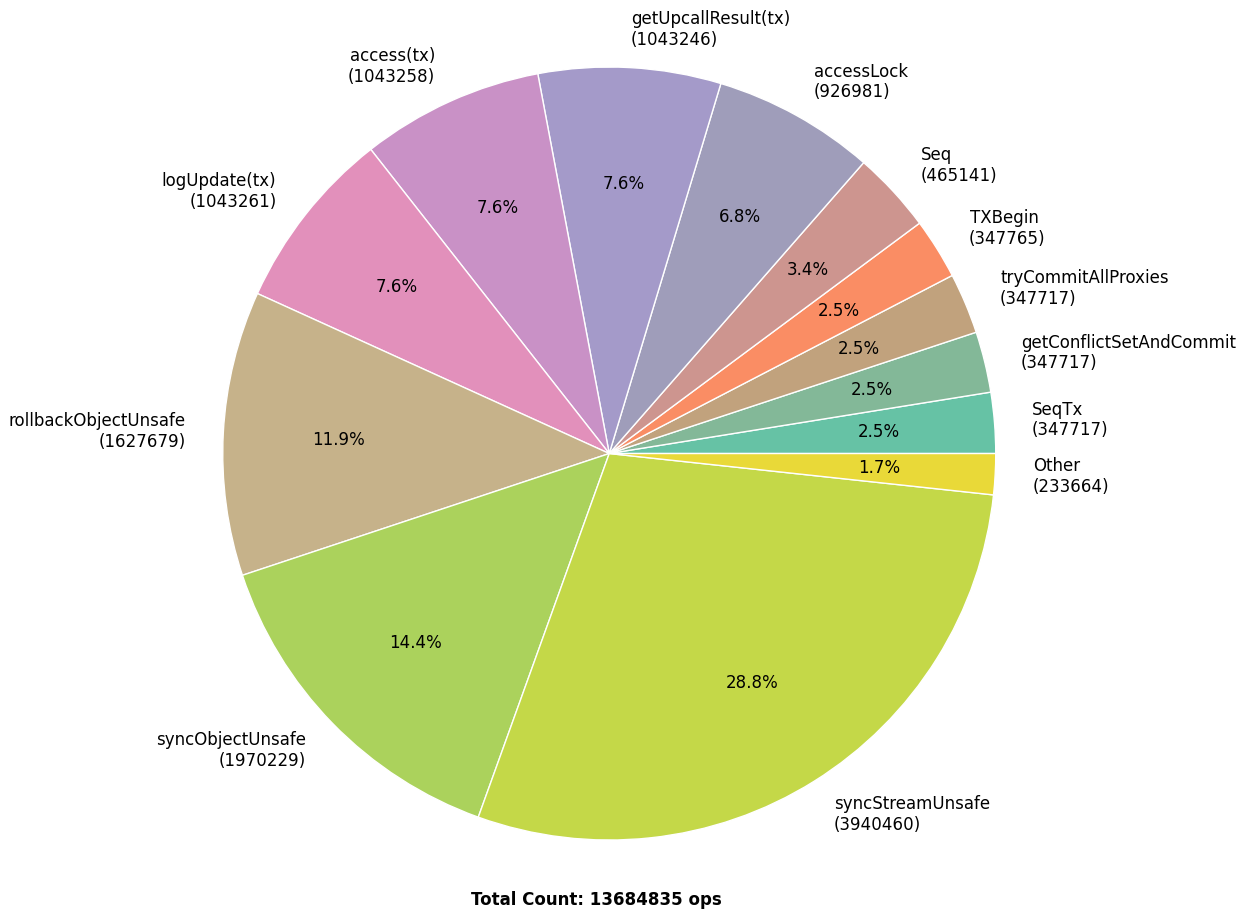 getUpcallResult(tx)
(1043246)
access(tx)
(1043258)
accessLock
(926981)
Seq
(465141)
logUpdate(tx)
(1043261)
TXBegin
(347765)
tryCommitAllProxies
(347717)
getConflictSetAndCommit
(347717)
SeqTx
(347717)
rollbackObjectUnsafe
(1627679)
Other
(233664)
syncObjectUnsafe
(1970229)
syncStreamUnsafe
(3940460)
7.6%
7.6%
6.8%
3.4%
7.6%
2.5%
2.5%
2.5%
2.5%
11.9%
1.7%
14.4%
28.8%
Total Count: 13684835 ops